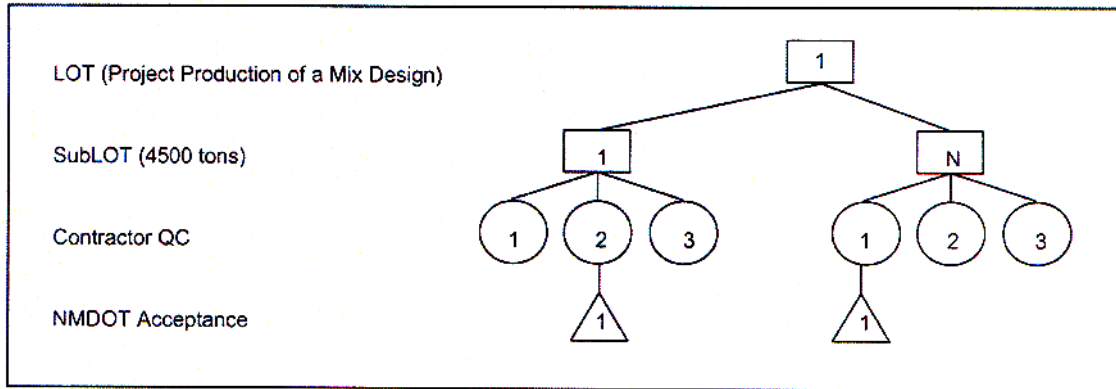 LOT (Project Production of a Mix Design)
1
SubLOT (4500 tons)
1
N
Contractor QC
1
2
3
1
2
3
NMDOT Acceptance
1
1